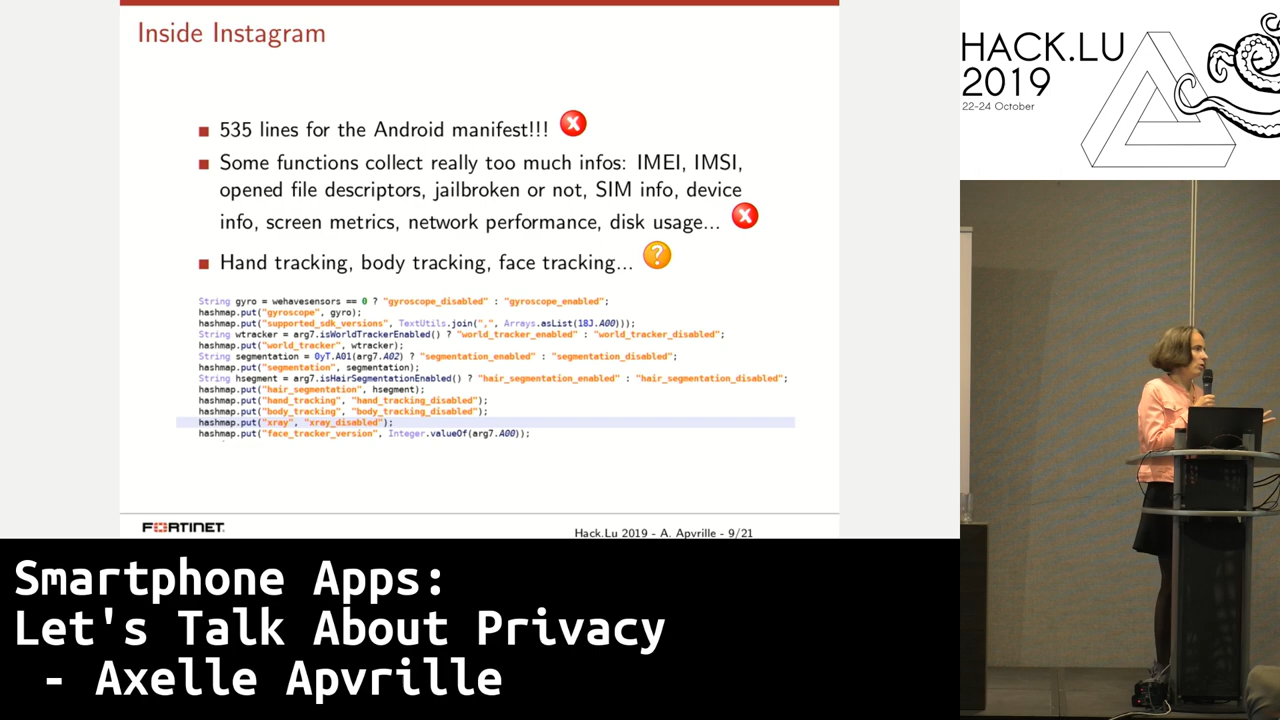 Inside Instagram
535 lines for the Android manifest!!!
Some functions collect really too much infos: IMEI, IMSI,
opened file descriptors, jailbroken or not, SIM info, device
info, screen metrics, network performance, disk usage...
Hand tracking, body tracking, face tracking...
?
String gyro = wehavesensors == 0 ? "gyroscope_disabled" : "gyroscope_enabled";
hashmap.put("gyroscope", gyro);
hashmap.put("supported_sdk_versions", TextUtils.join(",", Arrays.asList(18J.A00)));
String wtracker = arg7.isWorldTrackerEnabled() ? "world_tracker_enabled" : "world_tracker_disabled";
hashmap.put("world_tracker", wtracker);
String segmentation = 0yT.A01(arg7.A02) ? "segmentation_enabled" : "segmentation_disabled";
hashmap.put("segmentation", segmentation);
String hsegment = arg7.isHairSegmentationEnabled() ? "hair_segmentation_enabled" : "hair_segmentation_disabled";
hashmap.put("hair_segmentation", hsegment);
hashmap.put("hand_tracking", "hand_tracking_disabled");
hashmap.put("body_tracking", "body_tracking_disabled");
hashmap.put("xray", "xray_disabled");
hashmap.put("face_tracker_version", Integer.valueOf(arg7.A00));
FORTINET
Hack.Lu 2019 - A. Apvrille - 9/21
HACK.LU
2019
22-24 October
Smartphone Apps:
Let's Talk About Privacy
- Axelle Apvrille